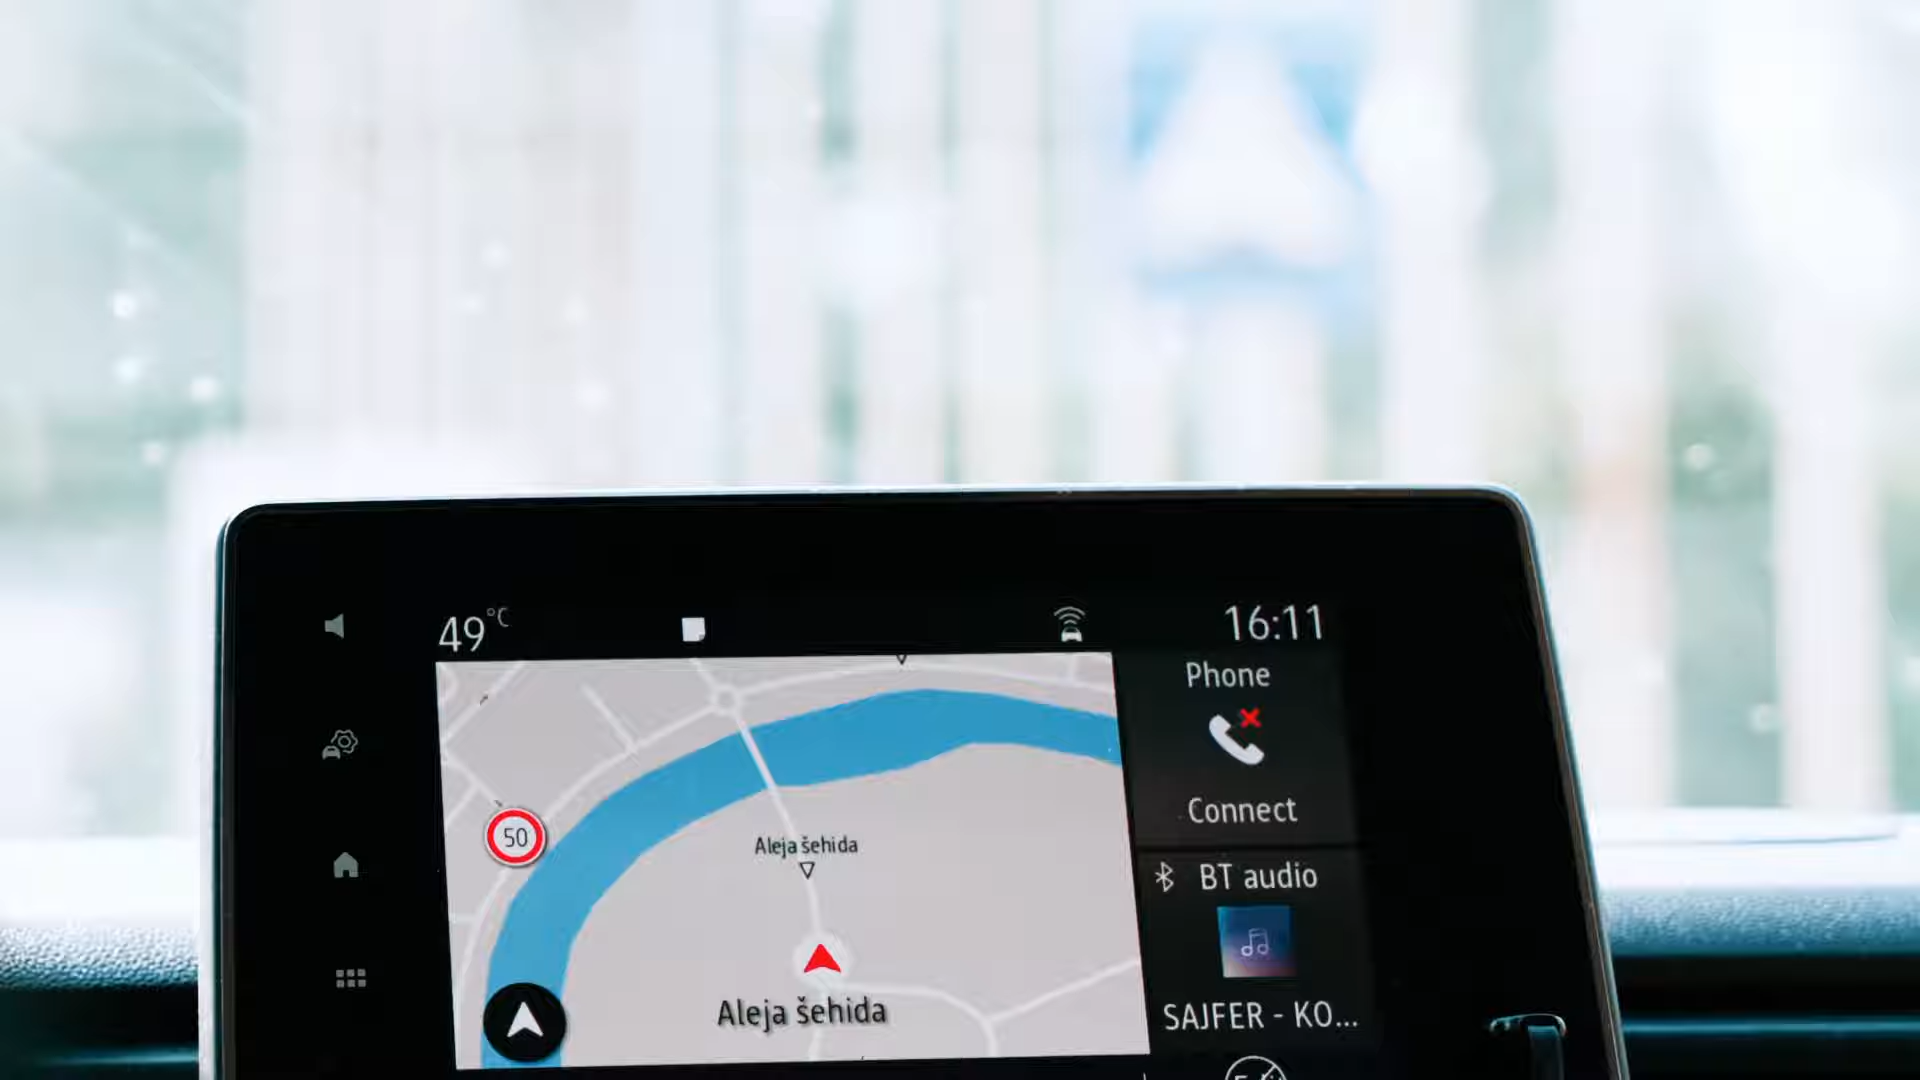 49°C
16:11
Phone
Connect
50
Aleja šehida
Aleja šehida
BT audio
SAJFER - KO...